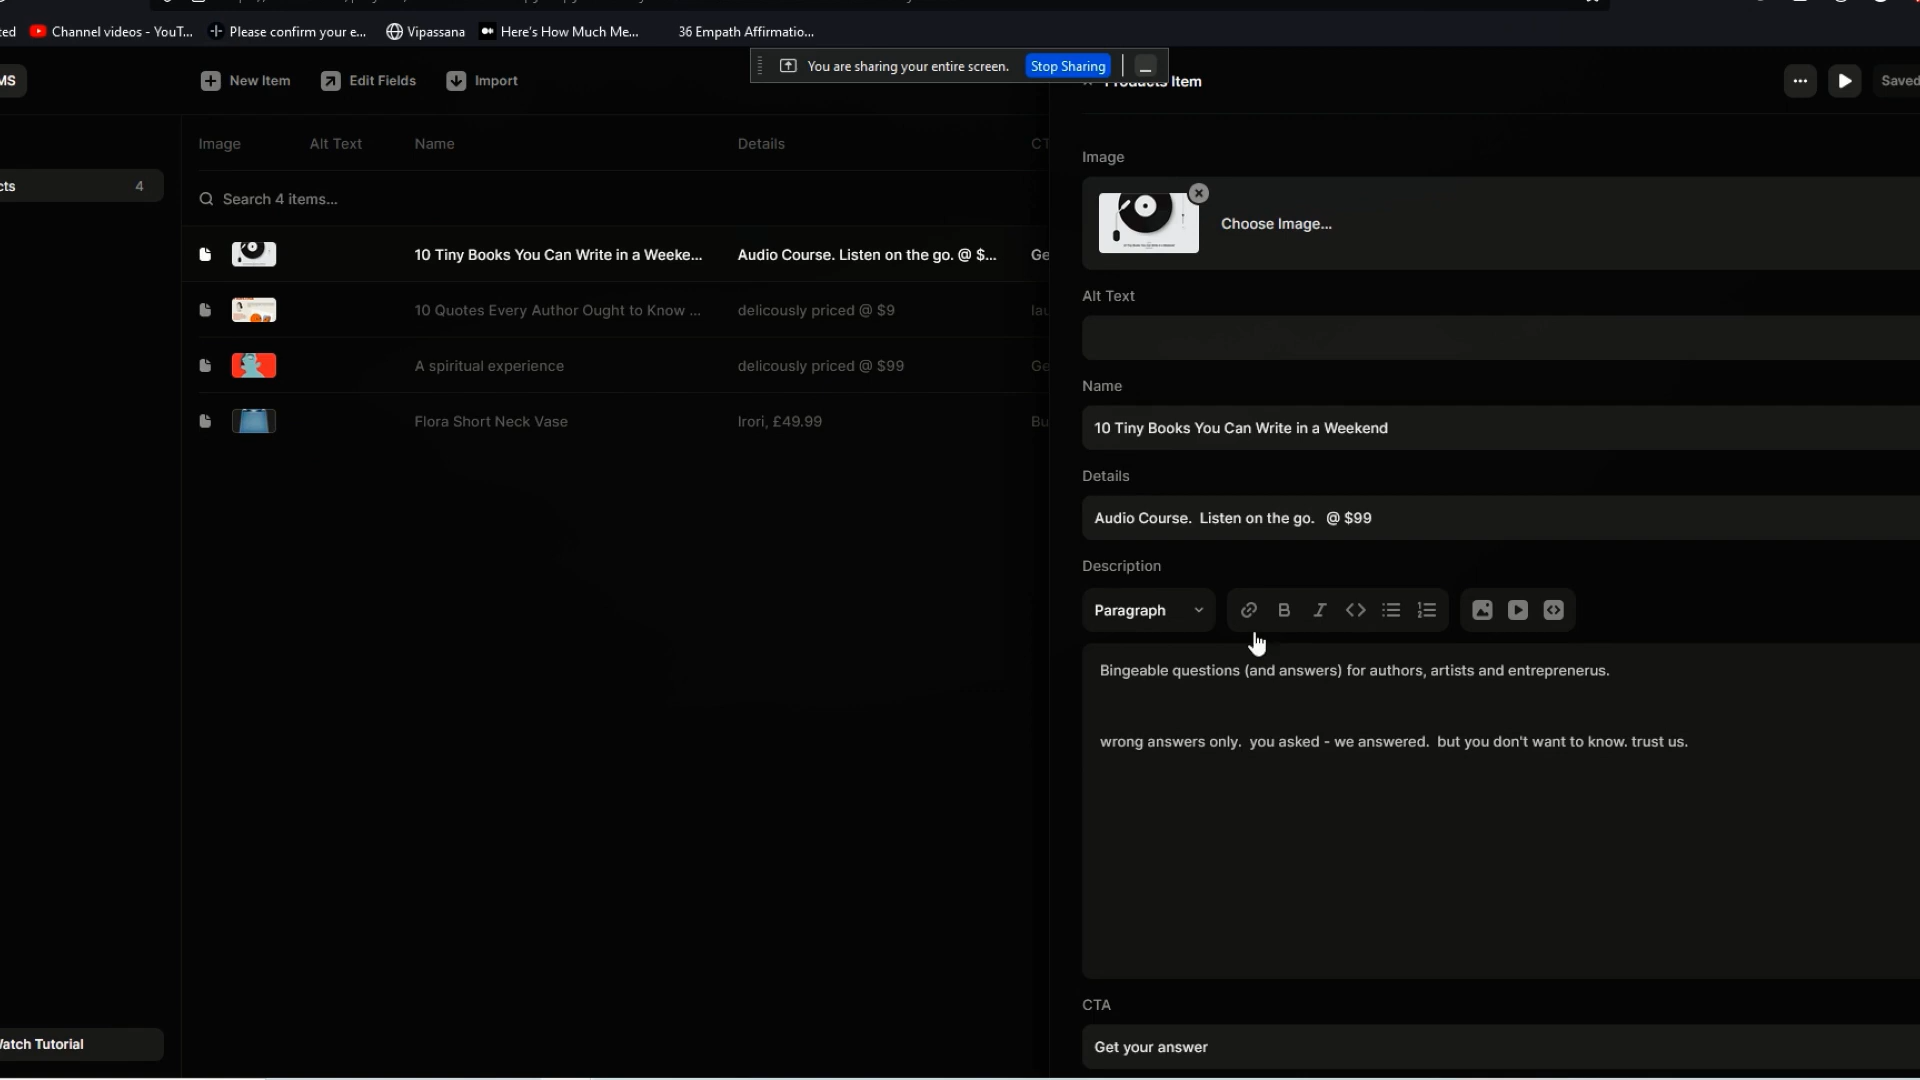 Channel videos - YouT... Please confirm your e... Vipassana Here's How Much Me... 36 Empath Affirmatio...
You are sharing your entire screen. Stop Sharing
New Item Edit Fields Import
Products Item
Saved
Image Alt Text Name Details
Search 4 items...
4
10 Tiny Books You Can Write in a Weeke... Audio Course. Listen on the go. @ $...
10 Quotes Every Author Ought to Know ... delicously priced @ $9
A spiritual experience delicously priced @ $99
Flora Short Neck Vase Irori, £49.99
Watch Tutorial
Image
Choose Image...
Alt Text
Name
10 Tiny Books You Can Write in a Weekend
Details
Audio Course. Listen on the go. @ $99
Description
Paragraph
Bingeable questions (and answers) for authors, artists and entreprenerus.
wrong answers only. you asked - we answered. but you don't want to know. trust us.
CTA
Get your answer